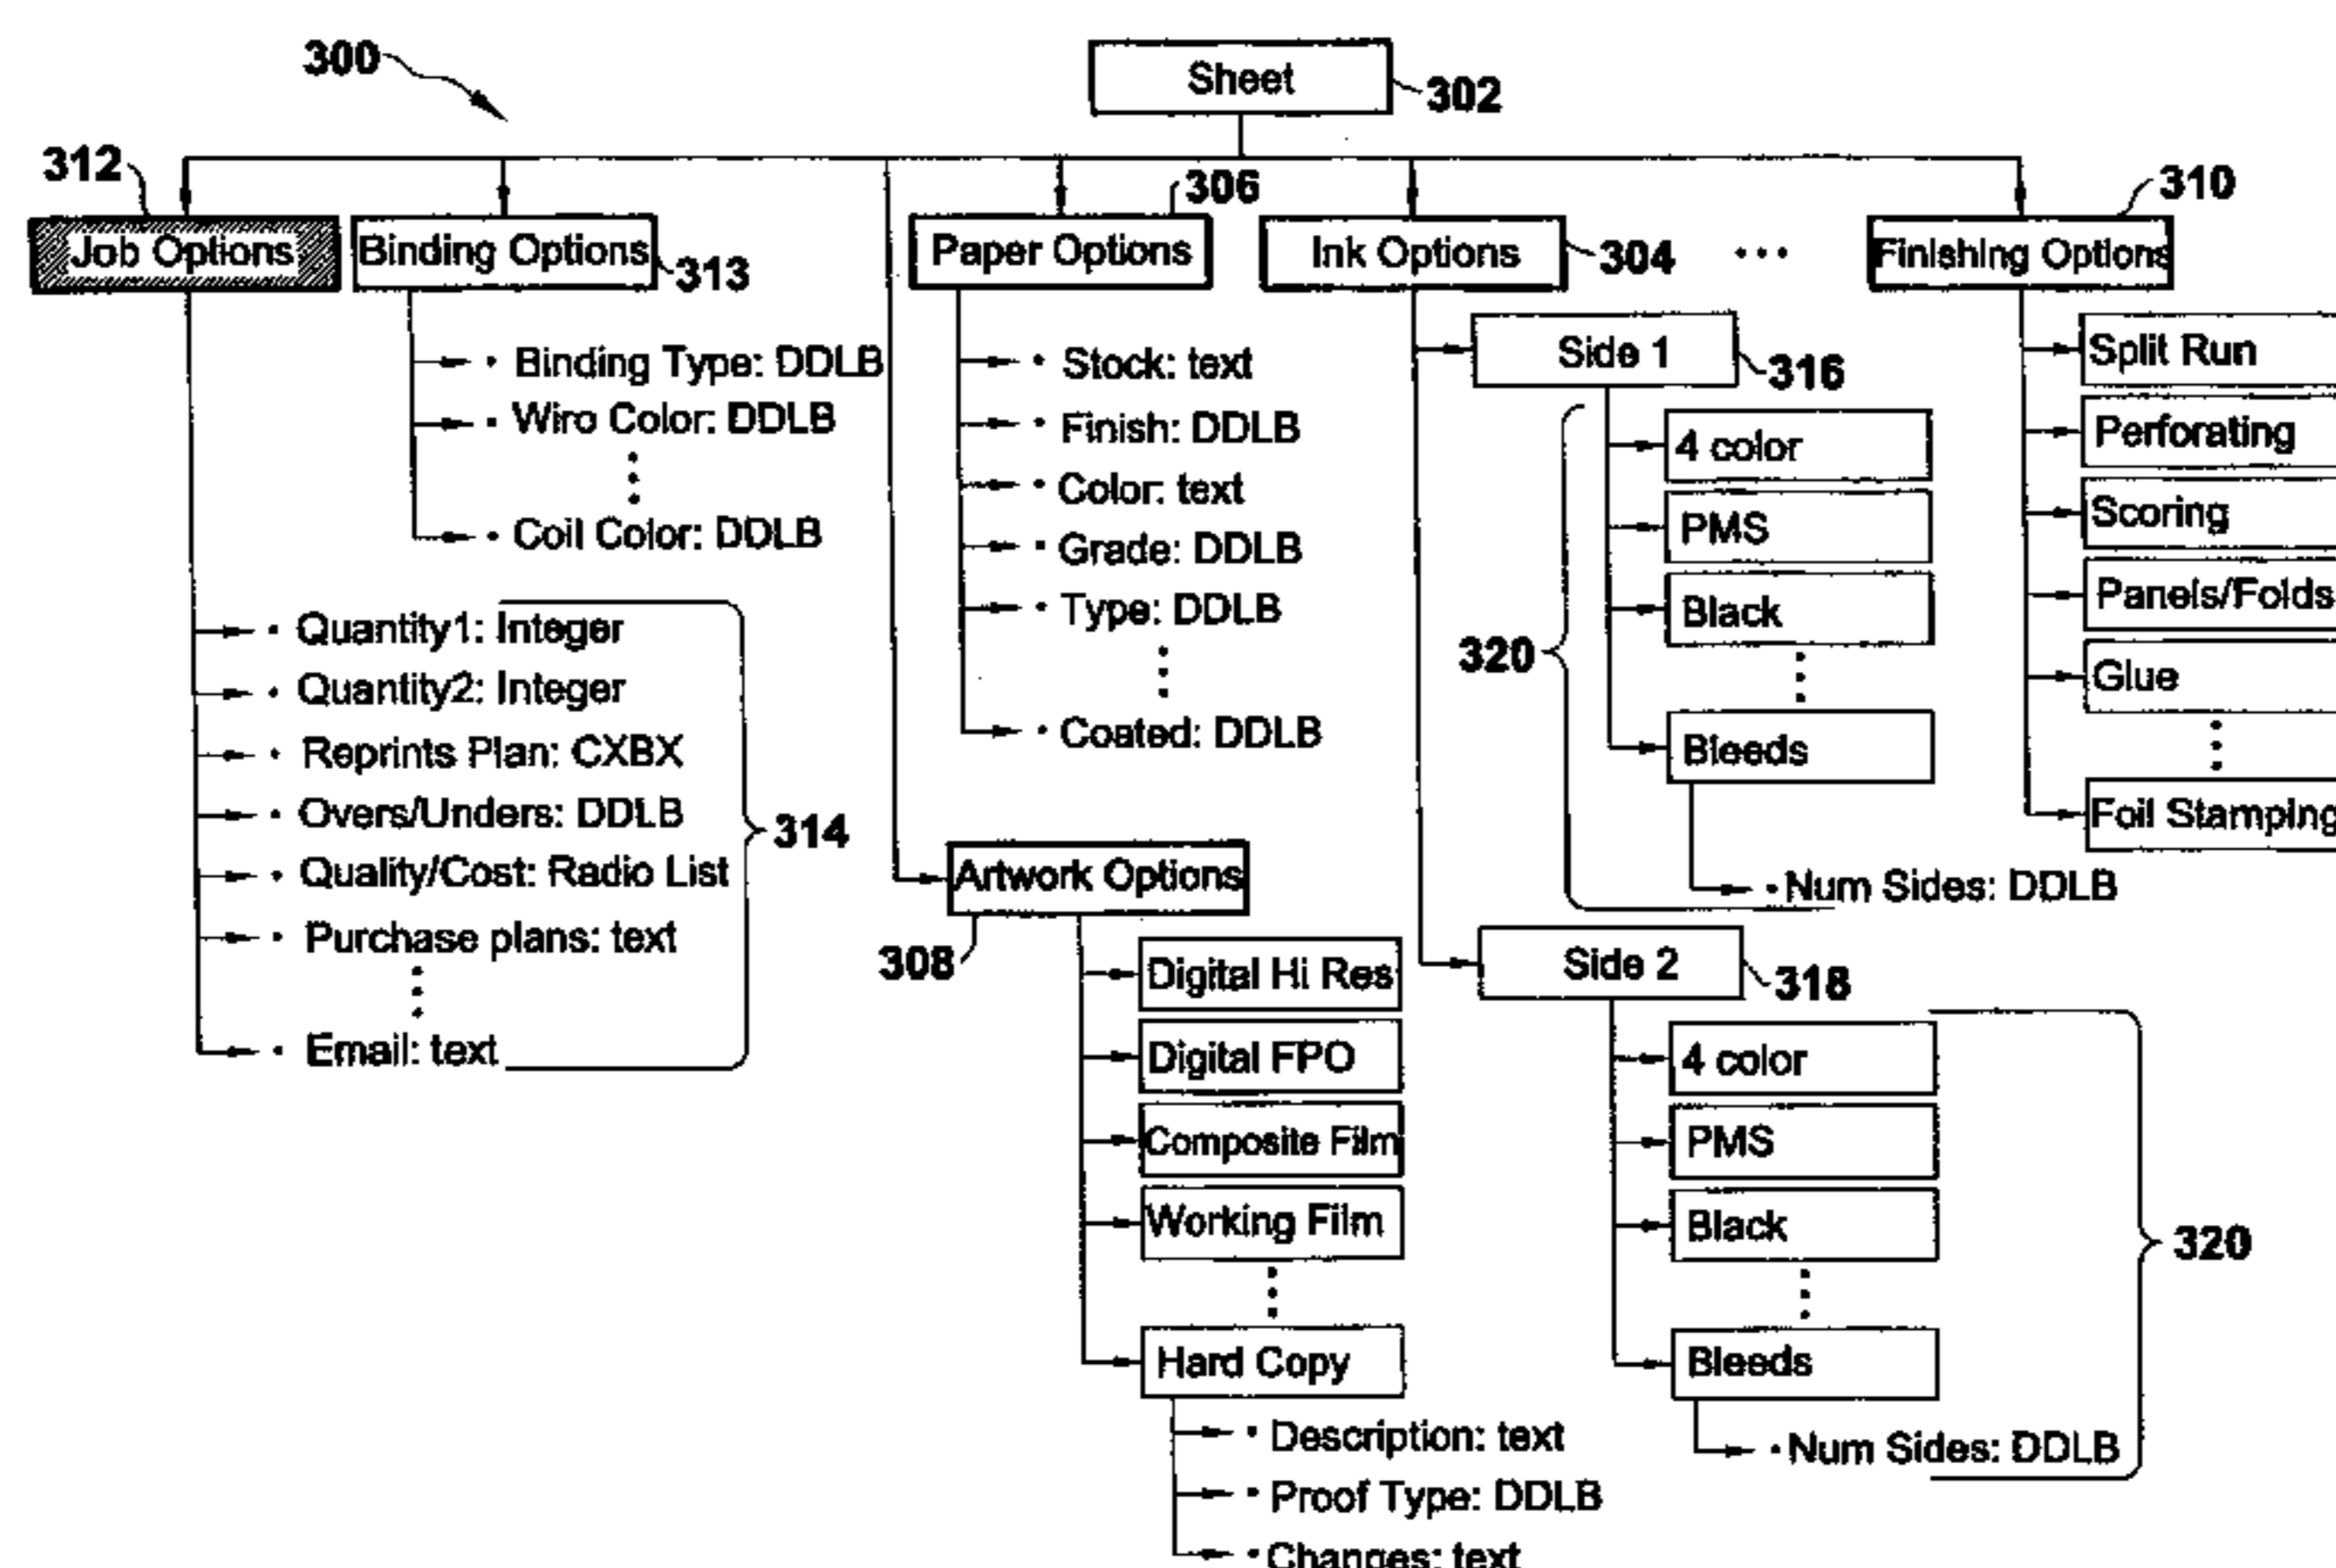 300
Sheet
302
312
306
310
Job Options
Binding Options
313
Paper Options
Ink Options
304
...
Finishing Options
• Binding Type: DDLB
• Wiro Color: DDLB
• Coil Color: DDLB
• Quantity1: Integer
• Quantity2: Integer
• Reprints Plan: CXBX
• Overs/Unders: DDLB
• Quality/Cost: Radio List
• Purchase plans: text
• Email: text
314
• Stock: text
• Finish: DDLB
• Color: text
• Grade: DDLB
• Type: DDLB
• Coated: DDLB
Artwork Options
308
Digital Hi Res
Digital FPO
Composite Film
Working Film
Hard Copy
• Description: text
• Proof Type: DDLB
• Changes: text
Side 1
316
320
4 color
PMS
Black
Bleeds
• Num Sides: DDLB
Side 2
318
4 color
PMS
Black
Bleeds
• Num Sides: DDLB
320
Split Run
Perforating
Scoring
Panels/Folds
Glue
Foil Stamping